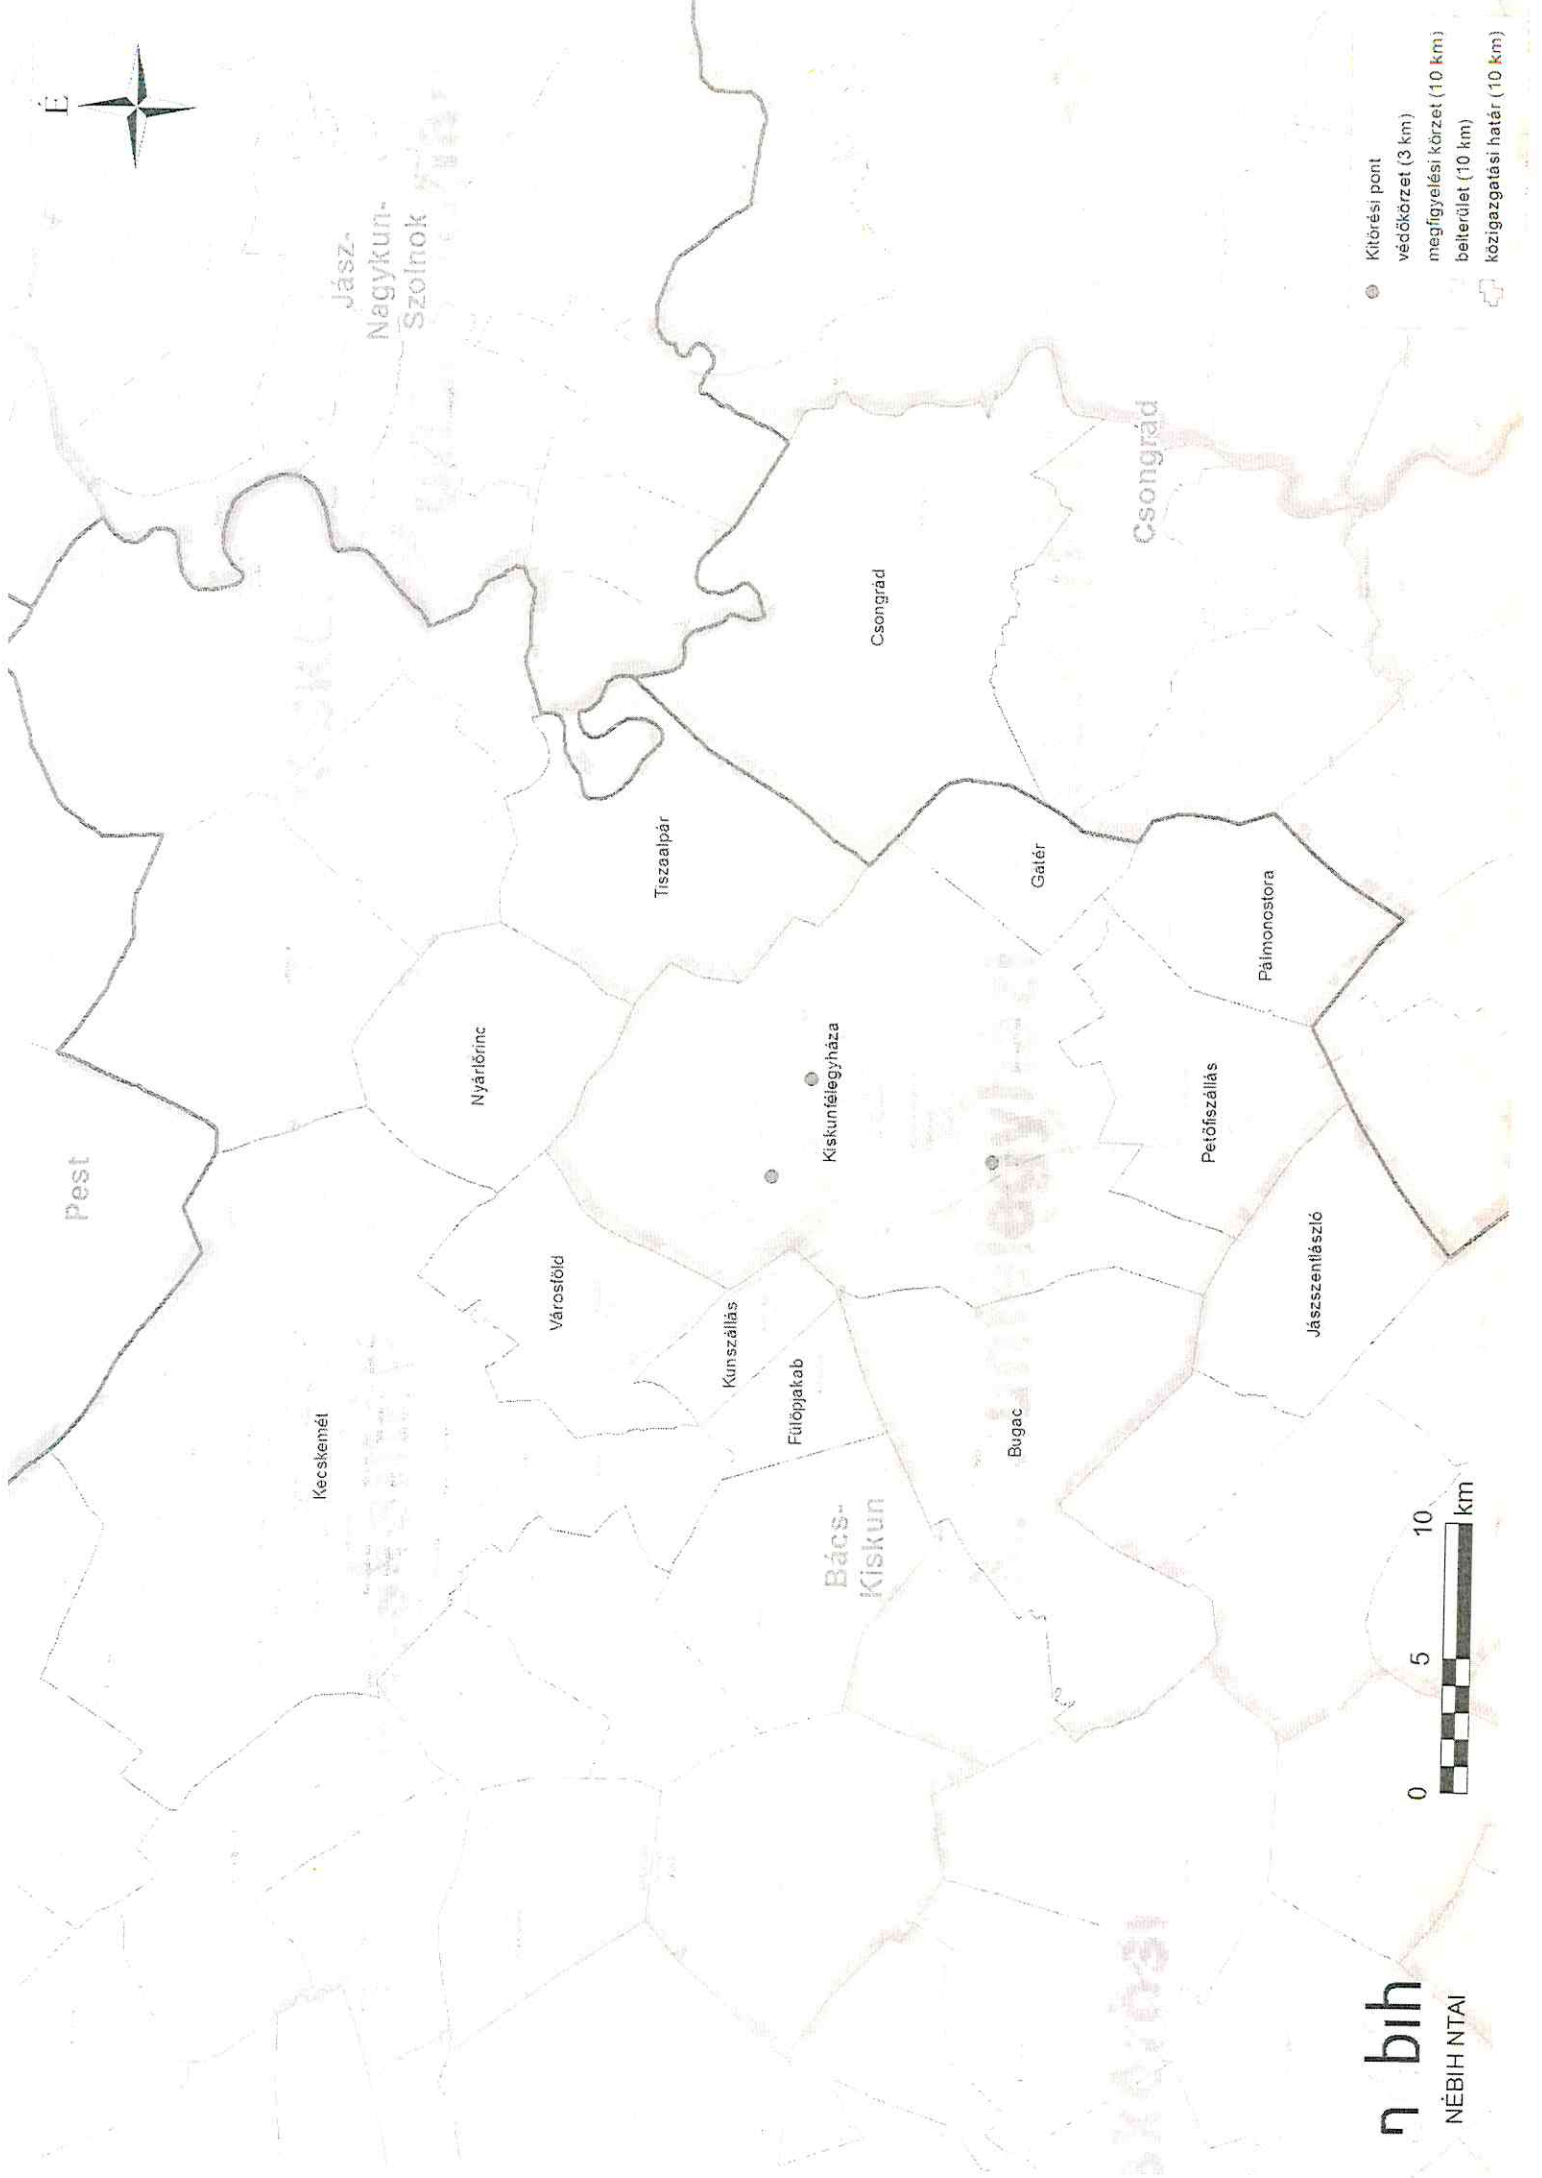 É
Pest
Jász-
Nagykun-
Szolnok
Kecskemét
Nyárlőrinc
Városföld
Tiszaalpár
Kunszállás
Fülöpjakab
Kiskunfélegyháza
Csongrád
Bács-
Kiskun
Bugac
Gátér
Csongrád
Petőfiszállás
Pálmonostora
Jászszentlászló
Kitörési pont
védőkörzet (3 km)
megfigyelési körzet (10 km)
belterület (10 km)
közigazgatási határ (10 km)
0 5 10
km
n bih
NÉBIH NTAI